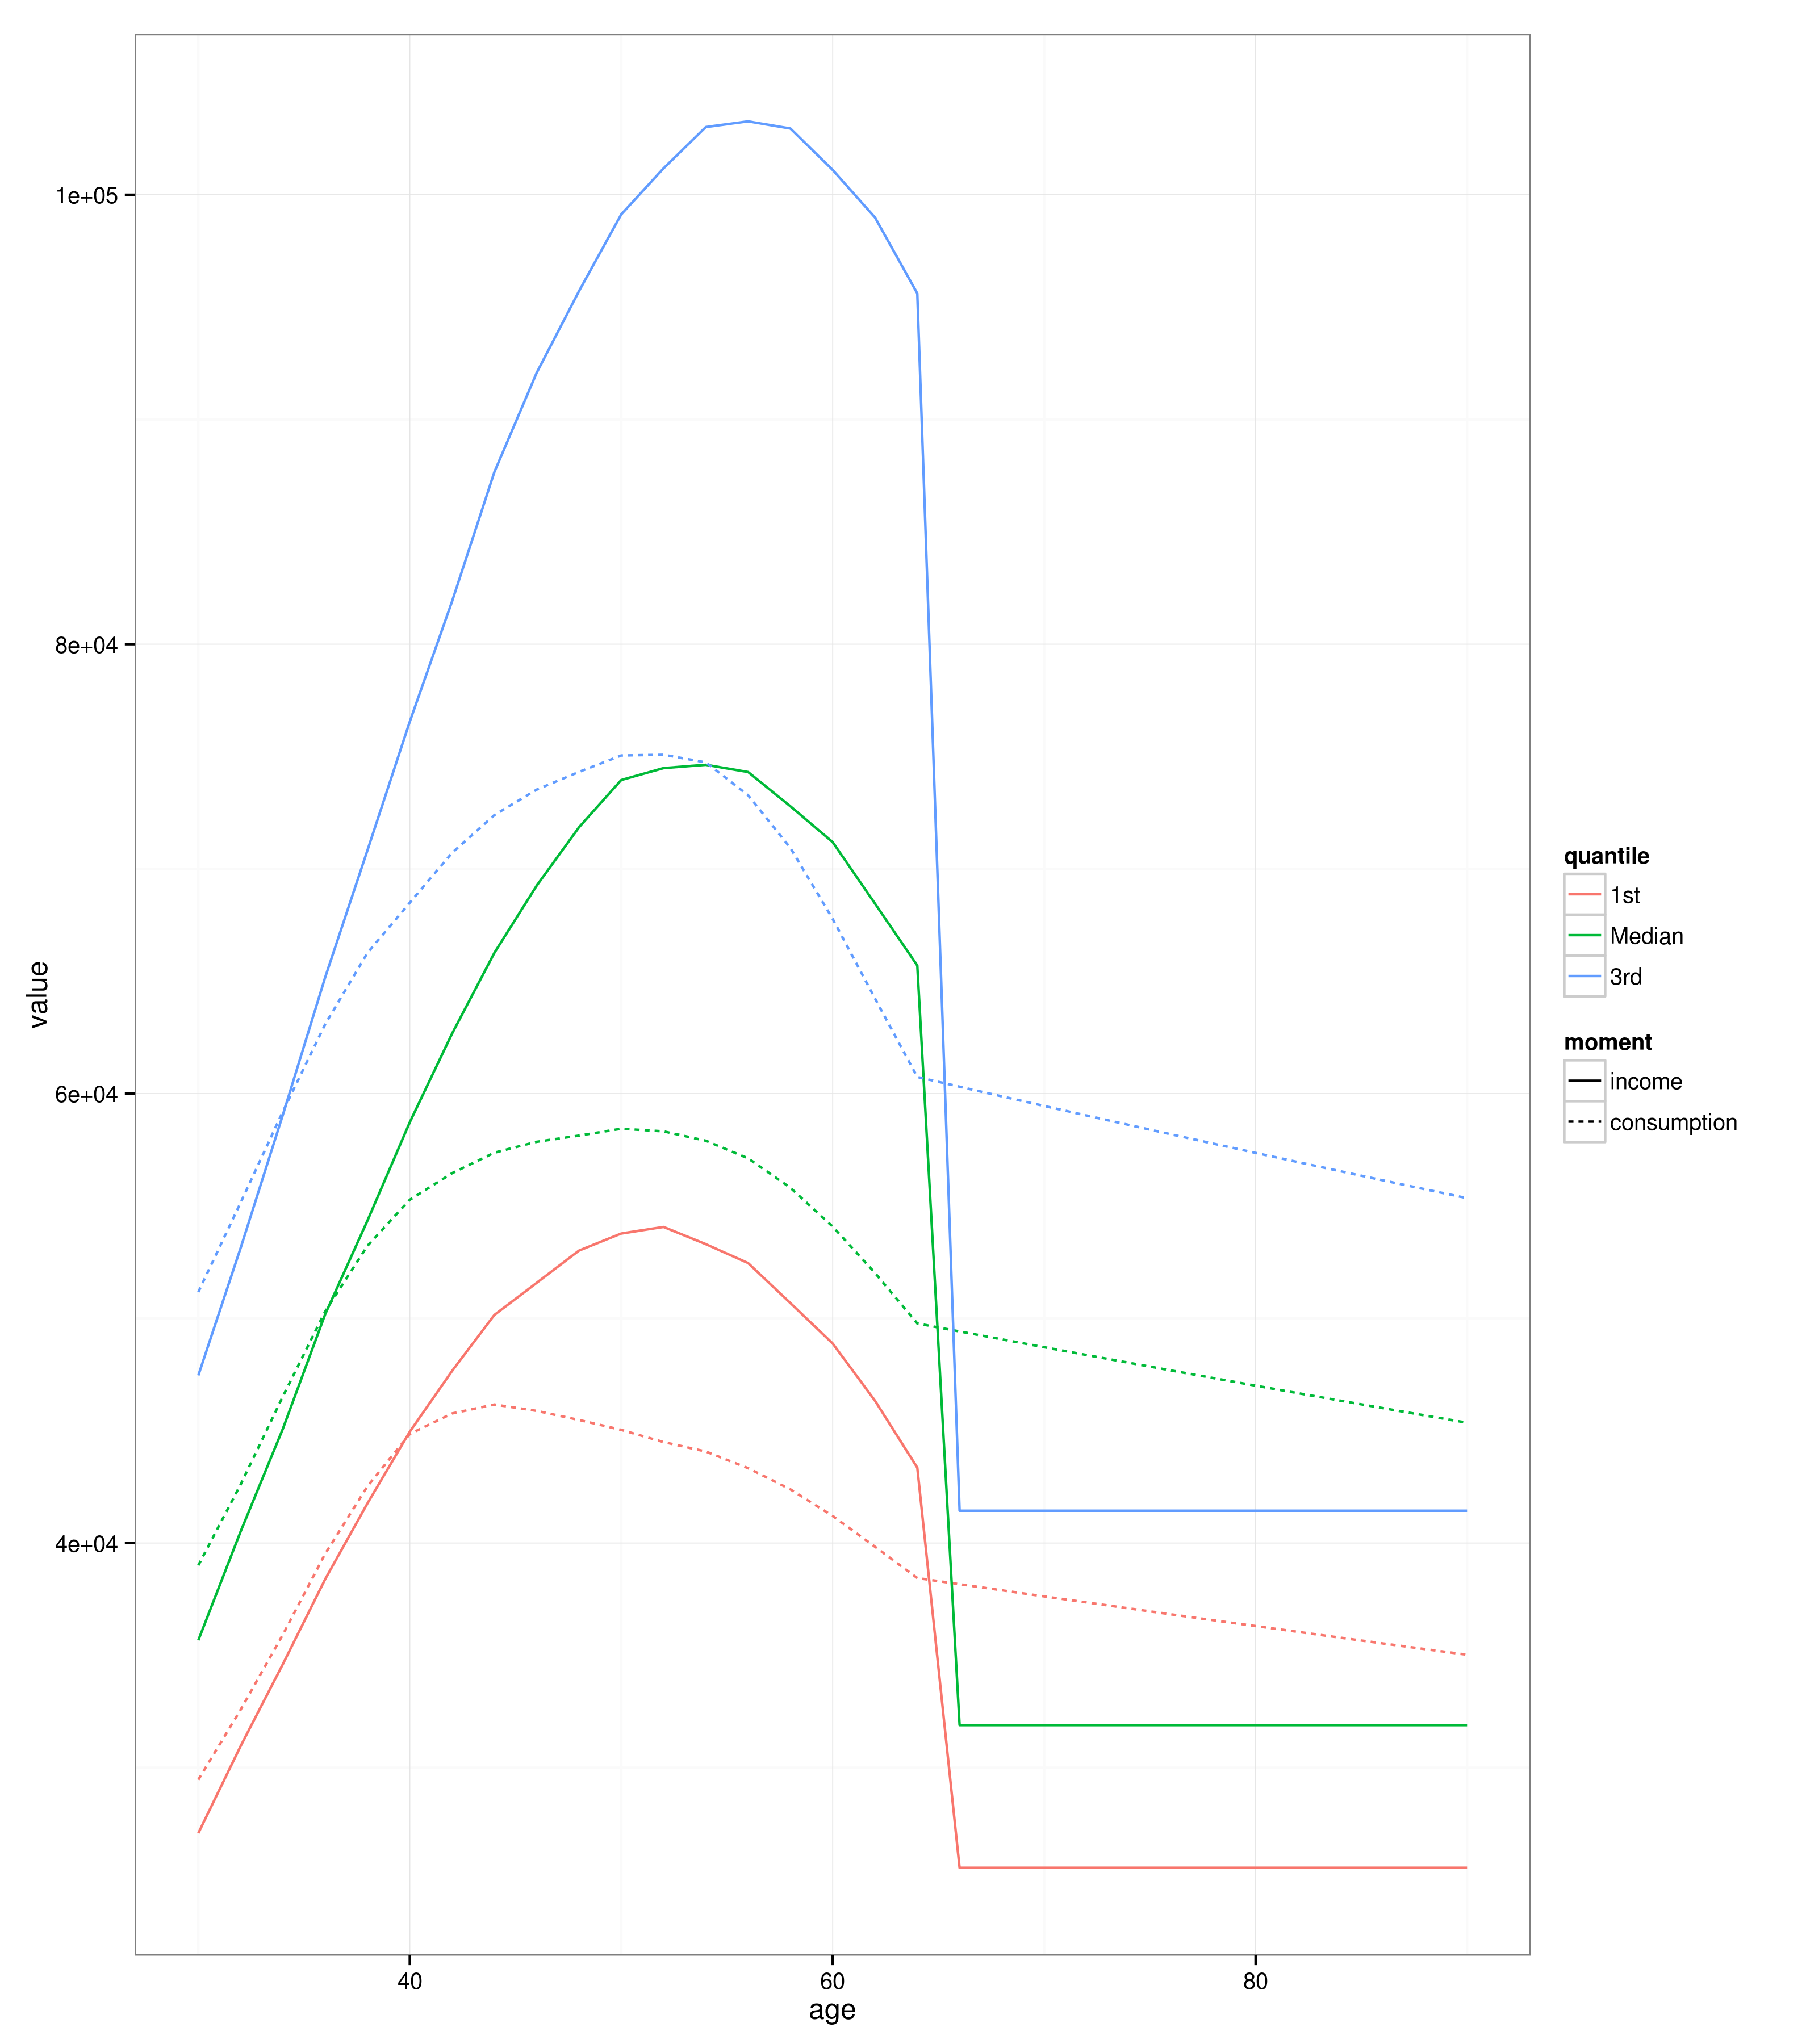 1e+05
8e+04
6e+04
4e+04
value
40
60
80
age
quantile
1st
Median
3rd
moment
income
consumption